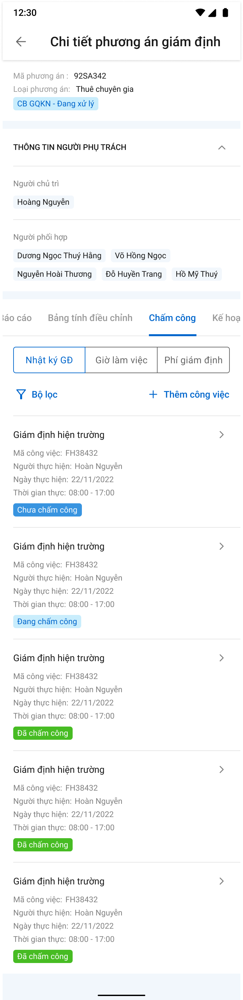 12:30
Chi tiết phương án giám định
Mã phương án : 92SA342
Loại phương án: Thuê chuyên gia
CB GQKN - Đang xử lý
THÔNG TIN NGƯỜI PHỤ TRÁCH
Người chủ trì
Hoàng Nguyễn
Người phối hợp
Dương Ngọc Thuý Hằng Võ Hồng Ngọc
Nguyễn Hoài Thương Đỗ Huyền Trang Hồ Mỹ Thuý
Báo cáo Bảng tính điều chỉnh Chấm công Kế hoạ
Nhật ký GĐ Giờ làm việc Phí giám định
Bộ lọc Thêm công việc
Giám định hiện trường
Mã công việc: FH38432
Người thực hiện: Hoàn Nguyễn
Ngày thực hiện: 22/11/2022
Thời gian thực: 08:00 - 17:00
Chưa chấm công
Giám định hiện trường
Mã công việc: FH38432
Người thực hiện: Hoàn Nguyễn
Ngày thực hiện: 22/11/2022
Thời gian thực: 08:00 - 17:00
Đang chấm công
Giám định hiện trường
Mã công việc: FH38432
Người thực hiện: Hoàn Nguyễn
Ngày thực hiện: 22/11/2022
Thời gian thực: 08:00 - 17:00
Đã chấm công
Giám định hiện trường
Mã công việc: FH38432
Người thực hiện: Hoàn Nguyễn
Ngày thực hiện: 22/11/2022
Thời gian thực: 08:00 - 17:00
Đã chấm công
Giám định hiện trường
Mã công việc: FH38432
Người thực hiện: Hoàn Nguyễn
Ngày thực hiện: 22/11/2022
Thời gian thực: 08:00 - 17:00
Đã chấm công